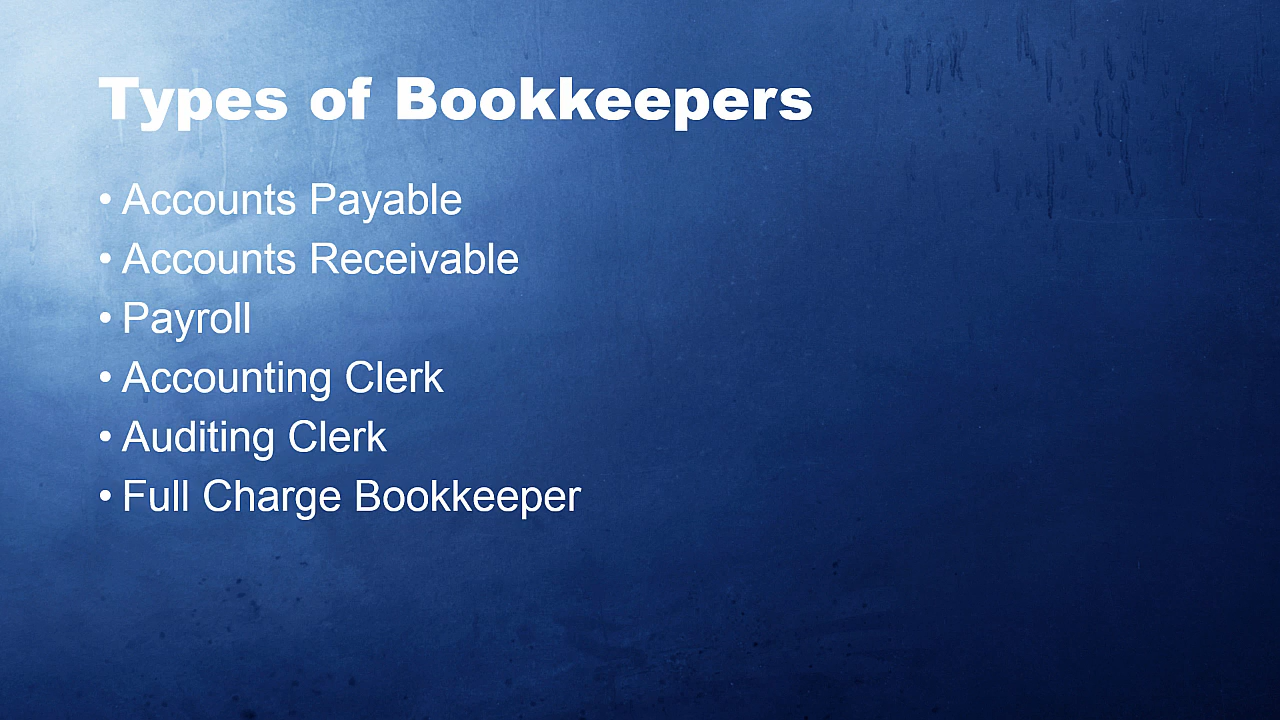 Types of Bookkeepers
• Accounts Payable
• Accounts Receivable
• Payroll
• Accounting Clerk
• Auditing Clerk
• Full Charge Bookkeeper